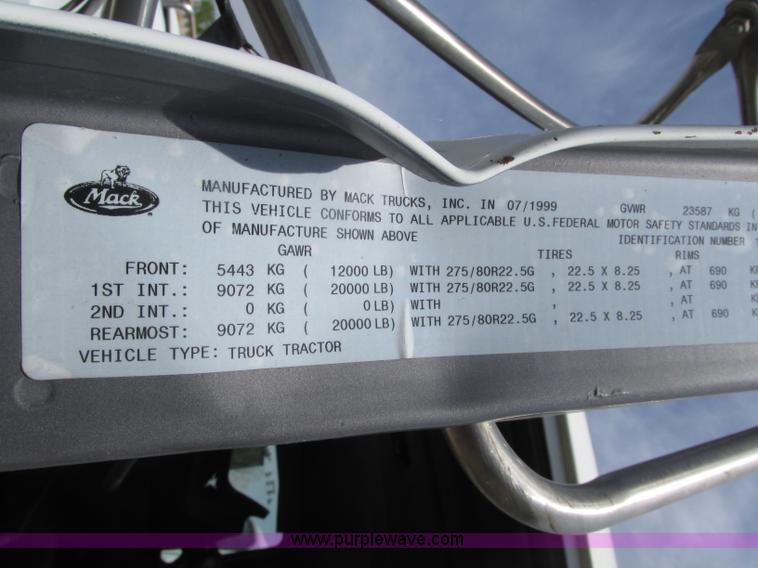 Mack
MANUFACTURED BY MACK TRUCKS, INC. IN 07/1999 GVWR 23587 KG (
THIS VEHICLE CONFORMS TO ALL APPLICABLE U.S.FEDERAL MOTOR SAFETY STANDARDS IN
OF MANUFACTURE SHOWN ABOVE IDENTIFICATION NUMBER 1
GAWR TIRES RIMS
FRONT: 5443 KG ( 12000 LB) WITH 275/80R22.5G , 22.5 X 8.25 , AT 690
1ST INT.: 9072 KG ( 20000 LB) WITH 275/80R22.5G , 22.5 X 8.25 , AT 690
2ND INT.: 0 KG ( 0 LB) WITH , , AT
REARMOST: 9072 KG ( 20000 LB) WITH 275/80R22.5G , 22.5 X 8.25 , AT 690
VEHICLE TYPE: TRUCK TRACTOR
www.purplewave.com